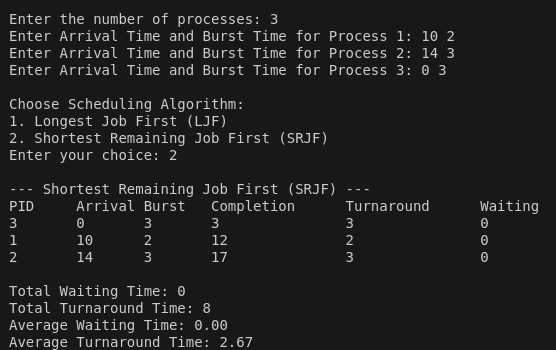 Enter the number of processes: 3
Enter Arrival Time and Burst Time for Process 1: 10 2
Enter Arrival Time and Burst Time for Process 2: 14 3
Enter Arrival Time and Burst Time for Process 3: 0 3

Choose Scheduling Algorithm:
1. Longest Job First (LJF)
2. Shortest Remaining Job First (SRJF)
Enter your choice: 2

--- Shortest Remaining Job First (SRJF) ---
PID     Arrival Burst   Completion      Turnaround      Waiting
3       0       3       3               3               0
1       10      2       12              2               0
2       14      3       17              3               0

Total Waiting Time: 0
Total Turnaround Time: 8
Average Waiting Time: 0.00
Average Turnaround Time: 2.67